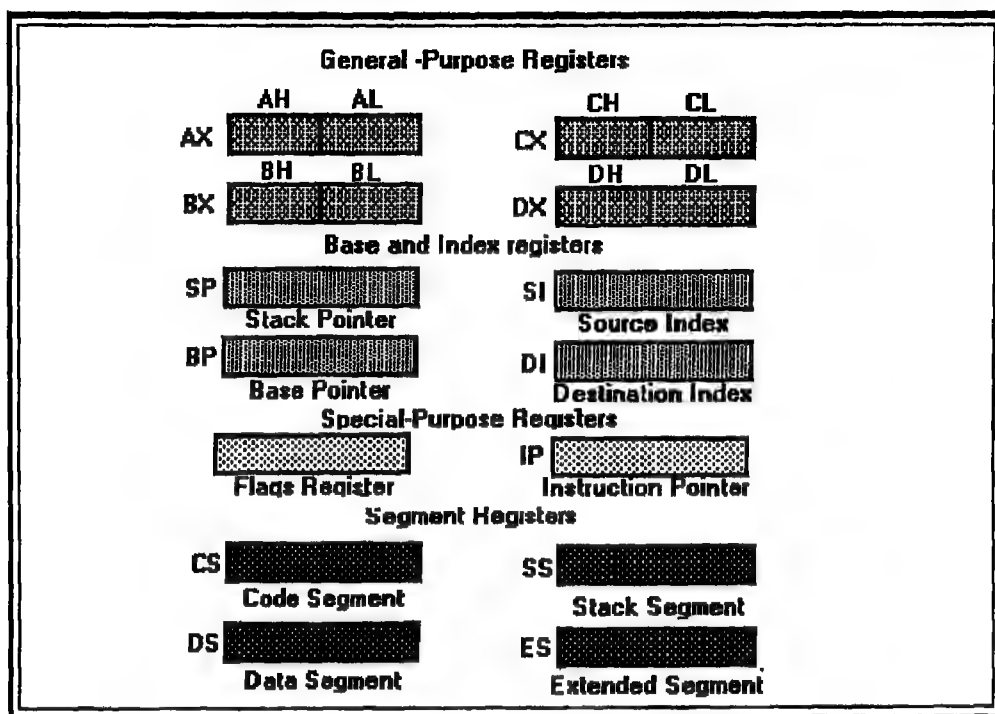 General -Purpose Registers
AH AL CH CL
AX CX
BH BL DH DL
BX DX
Base and Index registers
SP SI
Stack Pointer Source Index
BP DI
Base Pointer Destination Index
Special-Purpose Registers
IP
Flags Register Instruction Pointer
Segment Registers
CS SS
Code Segment Stack Segment
DS ES
Data Segment Extended Segment